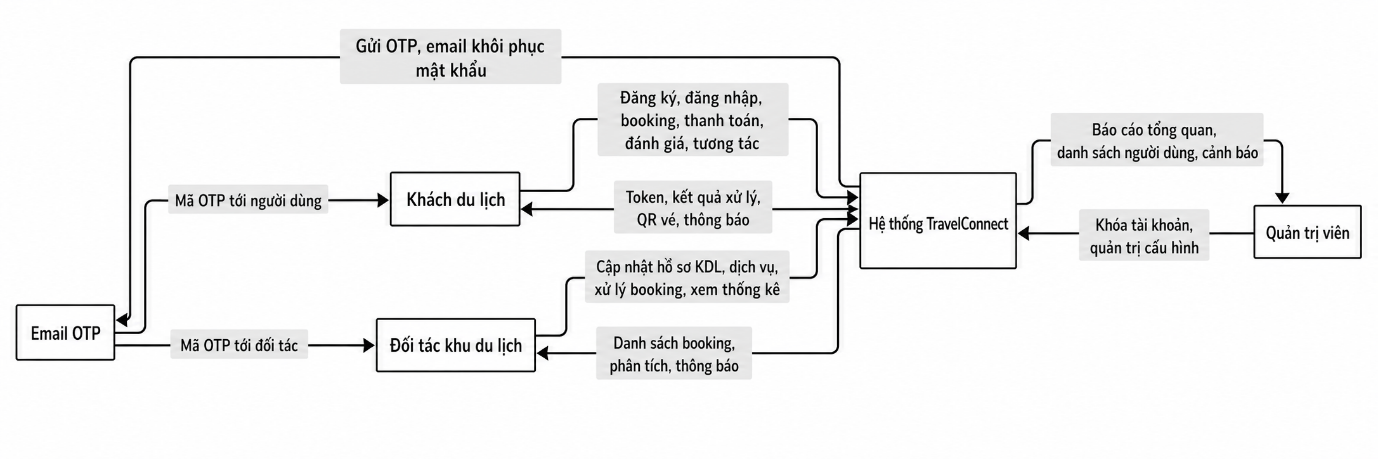 Gửi OTP, email khôi phục
mật khẩu
Đăng ký, đăng nhập,
booking, thanh toán,
đánh giá, tương tác
Báo cáo tổng quan,
danh sách người dùng, cảnh báo
Mã OTP tới người dùng
Khách du lịch
Token, kết quả xử lý,
QR vé, thông báo
Hệ thống TravelConnect
Khóa tài khoản,
quản trị cấu hình
Quản trị viên
Cập nhật hồ sơ KDL, dịch vụ,
xử lý booking, xem thống kê
Email OTP
Mã OTP tới đối tác
Đối tác khu du lịch
Danh sách booking,
phân tích, thông báo